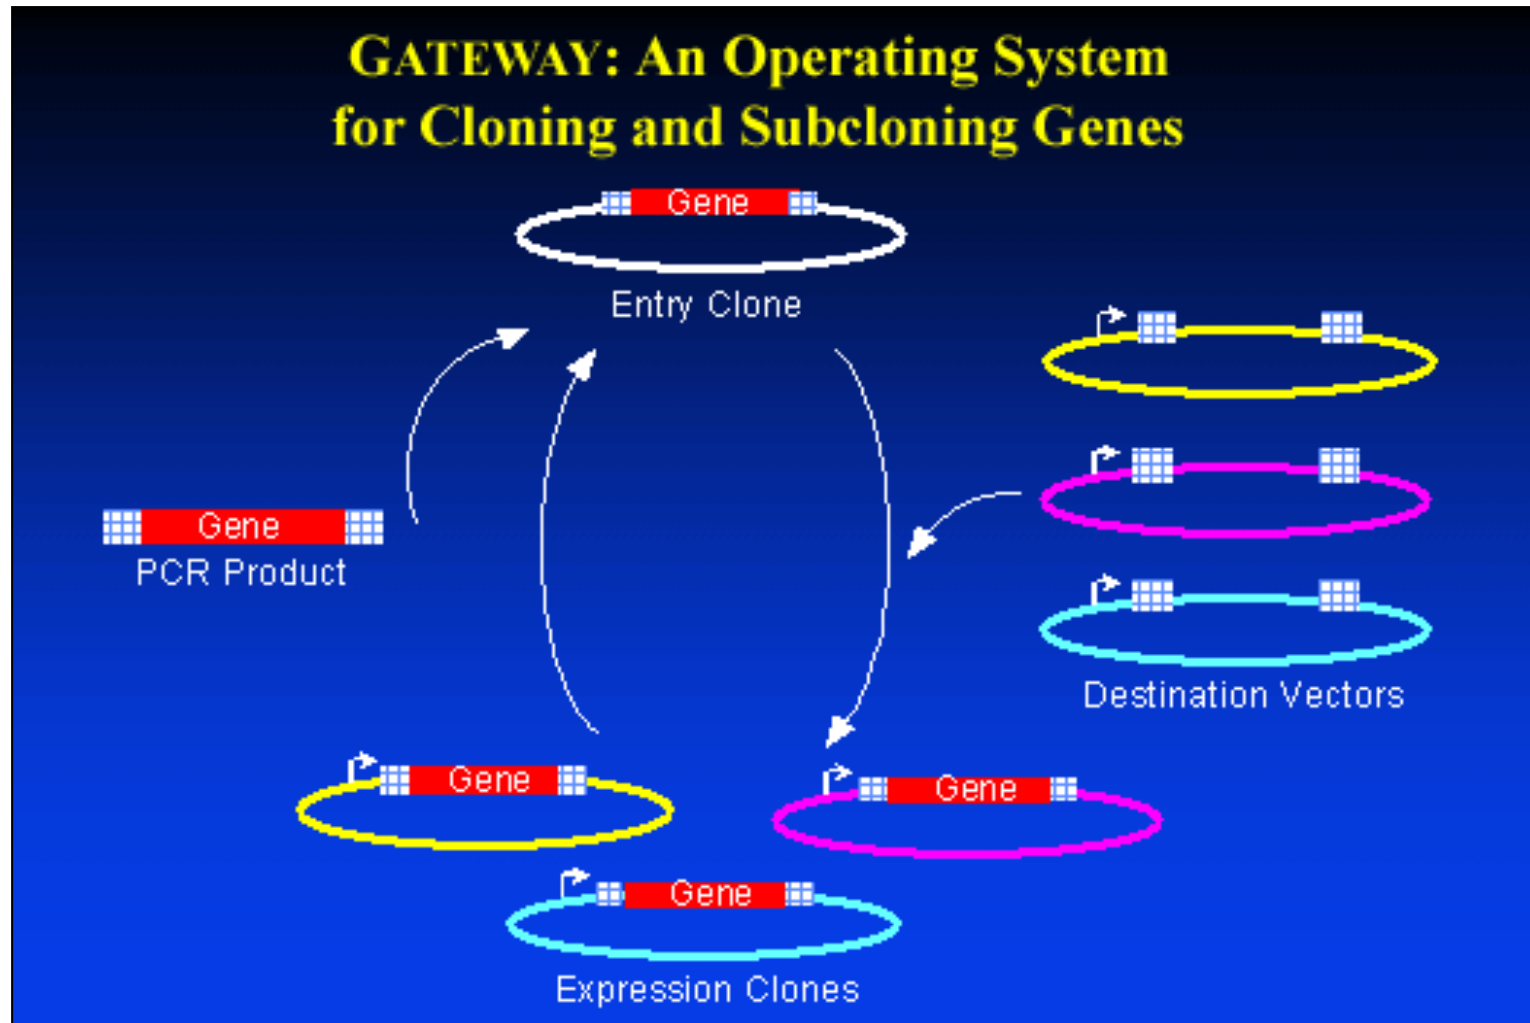 GATEWAY: An Operating System
for Cloning and Subcloning Genes
Gene
Entry Clone
Gene
PCR Product
Destination Vectors
Gene
Gene
Gene
Expression Clones